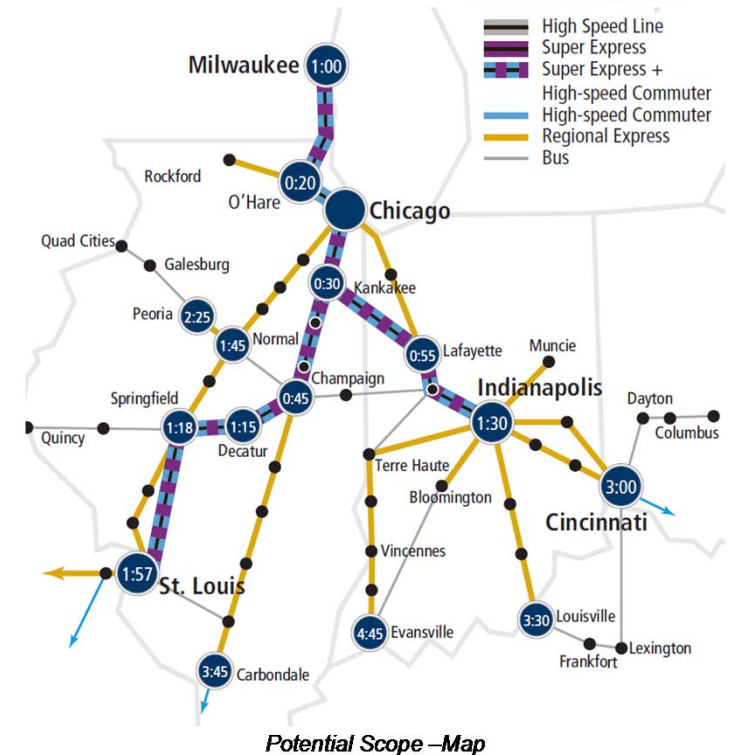 High Speed Line
Super Express
Super Express +
High-speed Commuter
High-speed Commuter
Regional Express
Bus
Milwaukee
1:00
Rockford
0:20
O'Hare
Chicago
Quad Cities
Galesburg
0:30
Kankakee
Peoria
2:25
1:45
Normal
0:55
Lafayette
Muncie
Champaign
0:45
Indianapolis
1:30
Springfield
1:18
1:15
Decatur
Quincy
Dayton
Columbus
Terre Haute
Bloomington
3:00
Cincinnati
Vincennes
1:57
St. Louis
4:45
Evansville
3:30
Louisville
Frankfort
Lexington
3:45
Carbondale
Potential Scope –Map